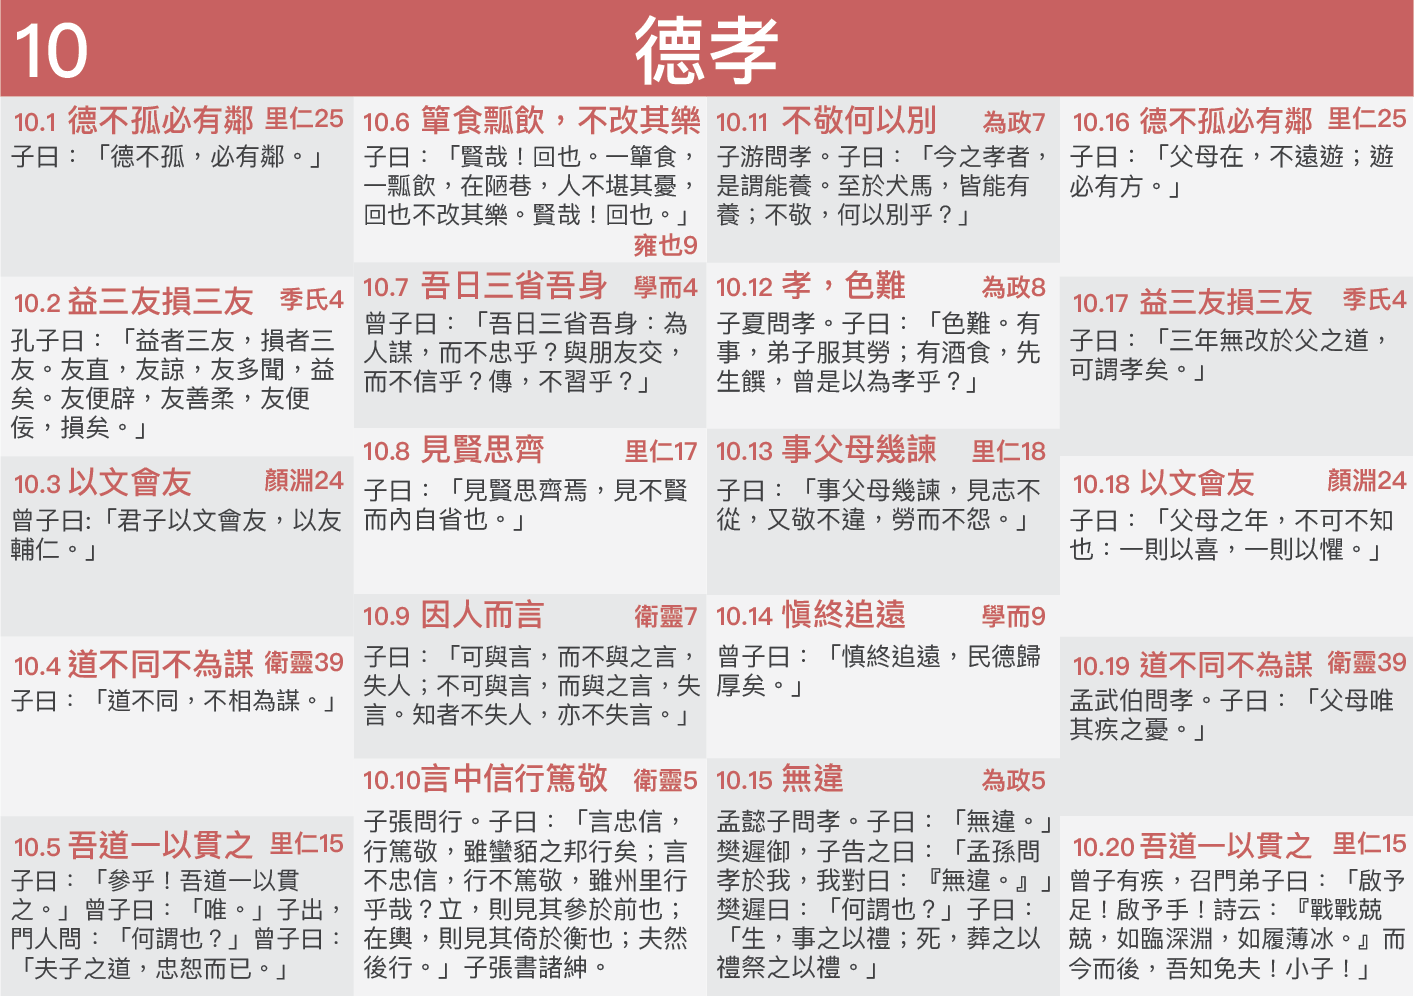 10
德孝
10.1 德不孤必有鄰 里仁25
子曰：「德不孤，必有鄰。」
10.2 益三友損三友 季氏4
孔子曰：「益者三友，損者三
友。友直，友諒，友多聞，益
矣。友便辟，友善柔，友便
佞，損矣。」
10.3 以文會友 顏淵24
曾子曰:「君子以文會友，以友
輔仁。」
10.4 道不同不為謀 衛靈39
子曰：「道不同，不相為謀。」
10.5 吾道一以貫之 里仁15
子曰：「參乎！吾道一以貫
之。」曾子曰：「唯。」子出，
門人問：「何謂也？」曾子曰：
「夫子之道，忠恕而已。」
10.6 簞食瓢飲，不改其樂
子曰：「賢哉！回也。一簞食，
一瓢飲，在陋巷，人不堪其憂，
回也不改其樂。賢哉！回也。」
雍也9
10.7 吾日三省吾身 學而4
曾子曰：「吾日三省吾身：為
人謀，而不忠乎？與朋友交，
而不信乎？傳，不習乎？」
10.8 見賢思齊 里仁17
子曰：「見賢思齊焉，見不賢
而內自省也。」
10.9 因人而言 衛靈7
子曰：「可與言，而不與之言，
失人；不可與言，而與之言，失
言。知者不失人，亦不失言。」
10.10言中信行篤敬 衛靈5
子張問行。子曰：「言忠信，
行篤敬，雖蠻貊之邦行矣；言
不忠信，行不篤敬，雖州里行
乎哉？立，則見其參於前也；
在輿，則見其倚於衡也；夫然
後行。」子張書諸紳。
10.11 不敬何以別 為政7
子游問孝。子曰：「今之孝者，
是謂能養。至於犬馬，皆能有
養；不敬，何以別乎？」
10.12 孝，色難 為政8
子夏問孝。子曰：「色難。有
事，弟子服其勞；有酒食，先
生饌，曾是以為孝乎？」
10.13 事父母幾諫 里仁18
子曰：「事父母幾諫，見志不
從，又敬不違，勞而不怨。」
10.14 慎終追遠 學而9
曾子曰：「慎終追遠，民德歸
厚矣。」
10.15 無違 為政5
孟懿子問孝。子曰：「無違。」
樊遲御，子告之曰：「孟孫問
孝於我，我對曰：『無違。』」
樊遲曰：「何謂也？」子曰：
「生，事之以禮；死，葬之以
禮祭之以禮。」
10.16 德不孤必有鄰 里仁25
子曰：「父母在，不遠遊；遊
必有方。」
10.17 益三友損三友 季氏4
子曰：「三年無改於父之道，
可謂孝矣。」
10.18 以文會友 顏淵24
子曰：「父母之年，不可不知
也：一則以喜，一則以懼。」
10.19 道不同不為謀 衛靈39
孟武伯問孝。子曰：「父母唯
其疾之憂。」
10.20 吾道一以貫之 里仁15
曾子有疾，召門弟子曰：「啟予
足！啟予手！詩云：『戰戰兢
兢，如臨深淵，如履薄冰。』而
今而後，吾知免夫！小子！」